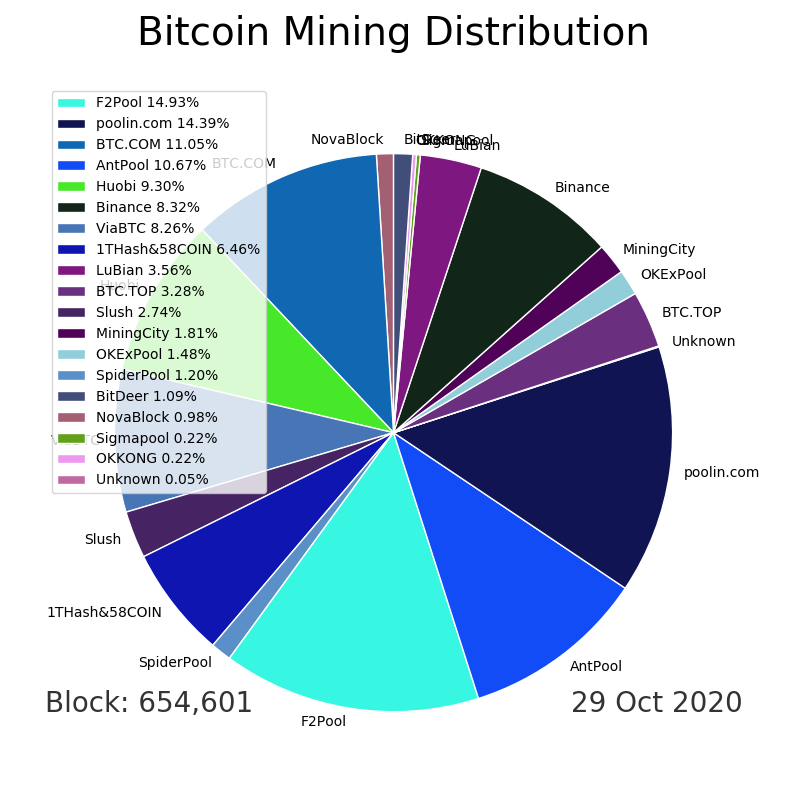 Bitcoin Mining Distribution
F2Pool 14.93%
poolin.com 14.39%
BTC.COM 11.05%
AntPool 10.67%
Huobi 9.30%
Binance 8.32%
ViaBTC 8.26%
1THash&58COIN 6.46%
LuBian 3.56%
BTC.TOP 3.28%
Slush 2.74%
MiningCity 1.81%
OKExPool 1.48%
SpiderPool 1.20%
BitDeer 1.09%
NovaBlock 0.98%
Sigmapool 0.22%
OKKONG 0.22%
Unknown 0.05%
NovaBlock
BitDeer
OKKONG
Sigmapool
LuBian
BTC.COM
Binance
MiningCity
OKExPool
Huobi
BTC.TOP
Unknown
poolin.com
Slush
1THash&58COIN
SpiderPool
AntPool
F2Pool
Block: 654,601
29 Oct 2020